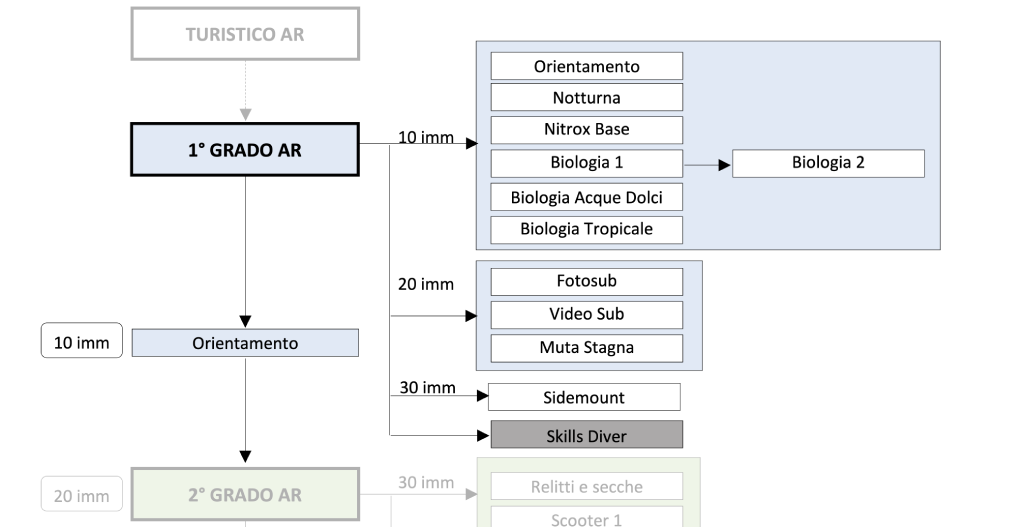 TURISTICO AR
1° GRADO AR
10 imm
Orientamento
Notturna
Nitrox Base
Biologia 1
Biologia 2
Biologia Acque Dolci
Biologia Tropicale
20 imm
Fotosub
Video Sub
Muta Stagna
10 imm
Orientamento
30 imm
Sidemount
Skills Diver
20 imm
2° GRADO AR
30 imm
Relitti e secche
Scooter 1